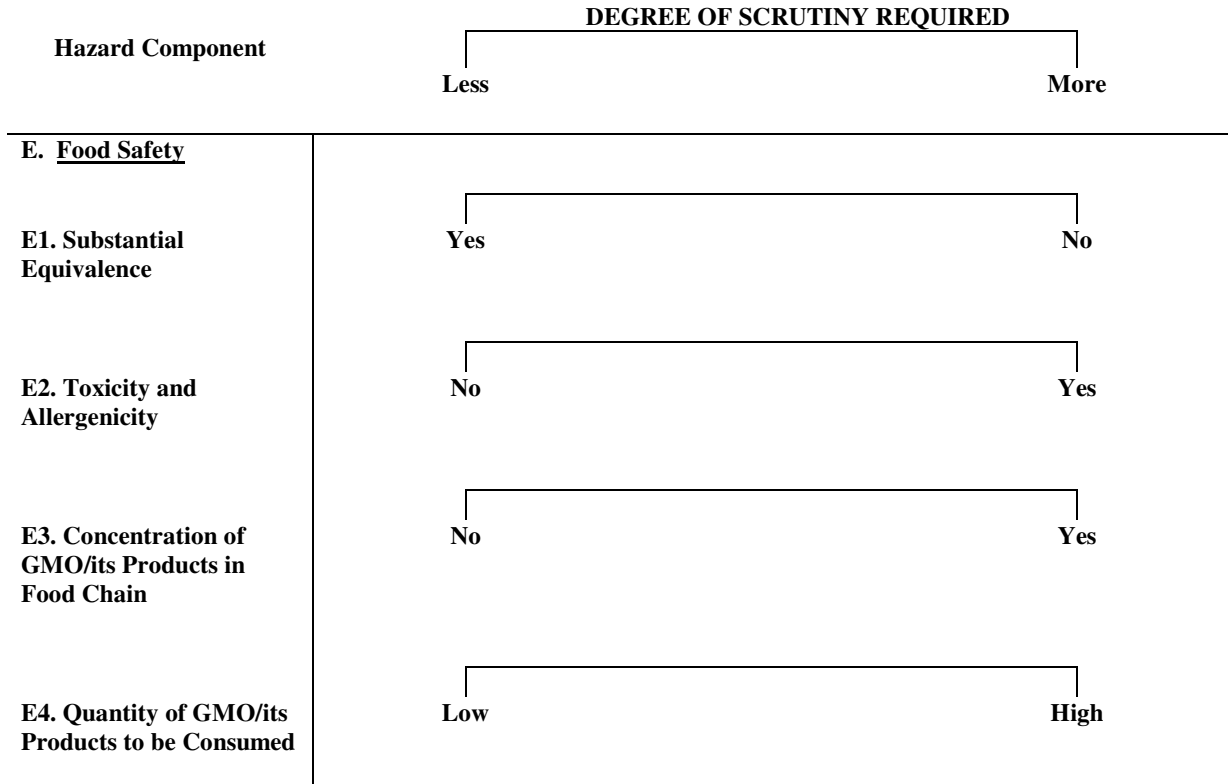 DEGREE OF SCRUTINY REQUIRED
Hazard Component
Less More
E. Food Safety
E1. Substantial Yes No
Equivalence
E2. Toxicity and No Yes
Allergenicity
E3. Concentration of No Yes
GMO/its Products in
Food Chain
E4. Quantity of GMO/its Low High
Products to be Consumed